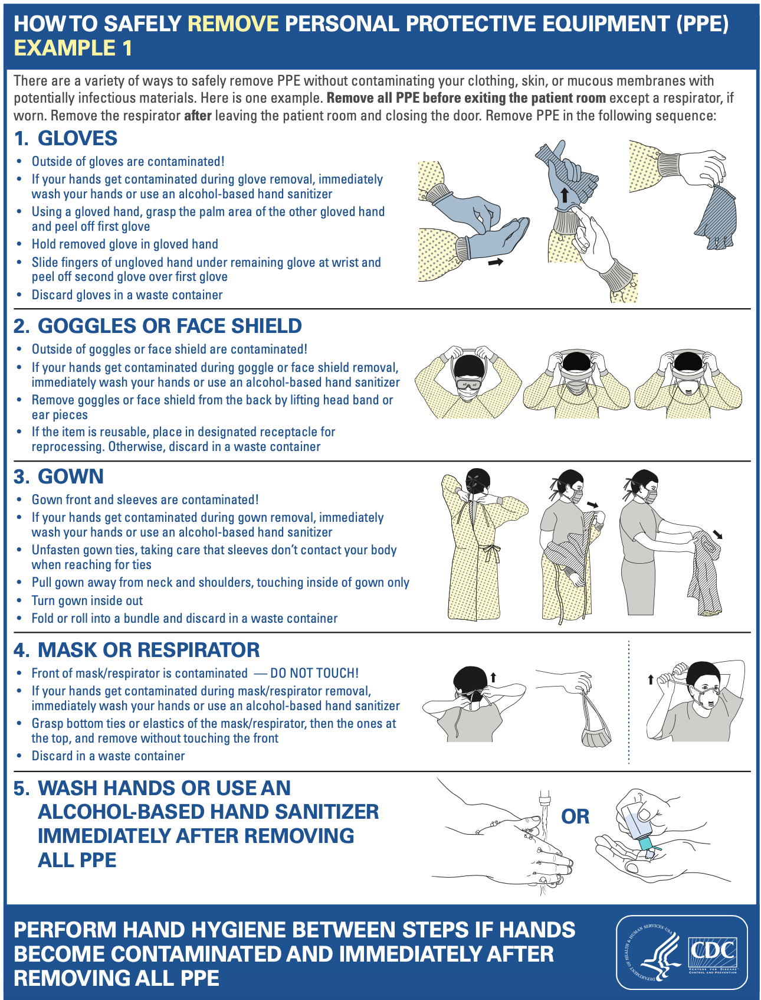 HOW TO SAFELY REMOVE PERSONAL PROTECTIVE EQUIPMENT (PPE)
EXAMPLE 1
There are a variety of ways to safely remove PPE without contaminating your clothing, skin, or mucous membranes with
potentially infectious materials. Here is one example. Remove all PPE before exiting the patient room except a respirator, if
worn. Remove the respirator after leaving the patient room and closing the door. Remove PPE in the following sequence:
1. GLOVES
• Outside of gloves are contaminated!
• If your hands get contaminated during glove removal, immediately
wash your hands or use an alcohol-based hand sanitizer
• Using a gloved hand, grasp the palm area of the other gloved hand
and peel off first glove
• Hold removed glove in gloved hand
• Slide fingers of ungloved hand under remaining glove at wrist and
peel off second glove over first glove
• Discard gloves in a waste container
2. GOGGLES OR FACE SHIELD
• Outside of goggles or face shield are contaminated!
• If your hands get contaminated during goggle or face shield removal,
immediately wash your hands or use an alcohol-based hand sanitizer
• Remove goggles or face shield from the back by lifting head band or
ear pieces
• If the item is reusable, place in designated receptacle for
reprocessing. Otherwise, discard in a waste container
3. GOWN
• Gown front and sleeves are contaminated!
• If your hands get contaminated during gown removal, immediately
wash your hands or use an alcohol-based hand sanitizer
• Unfasten gown ties, taking care that sleeves don’t contact your body
when reaching for ties
• Pull gown away from neck and shoulders, touching inside of gown only
• Turn gown inside out
• Fold or roll into a bundle and discard in a waste container
4. MASK OR RESPIRATOR
• Front of mask/respirator is contaminated — DO NOT TOUCH!
• If your hands get contaminated during mask/respirator removal,
immediately wash your hands or use an alcohol-based hand sanitizer
• Grasp bottom ties or elastics of the mask/respirator, then the ones at
the top, and remove without touching the front
• Discard in a waste container
5. WASH HANDS OR USE AN
ALCOHOL-BASED HAND SANITIZER
IMMEDIATELY AFTER REMOVING
ALL PPE
OR
PERFORM HAND HYGIENE BETWEEN STEPS IF HANDS
BECOME CONTAMINATED AND IMMEDIATELY AFTER
REMOVING ALL PPE
DEPARTMENT OF HEALTH & HUMAN SERVICES • USA
CDC
CENTERS FOR DISEASE
CONTROL AND PREVENTION